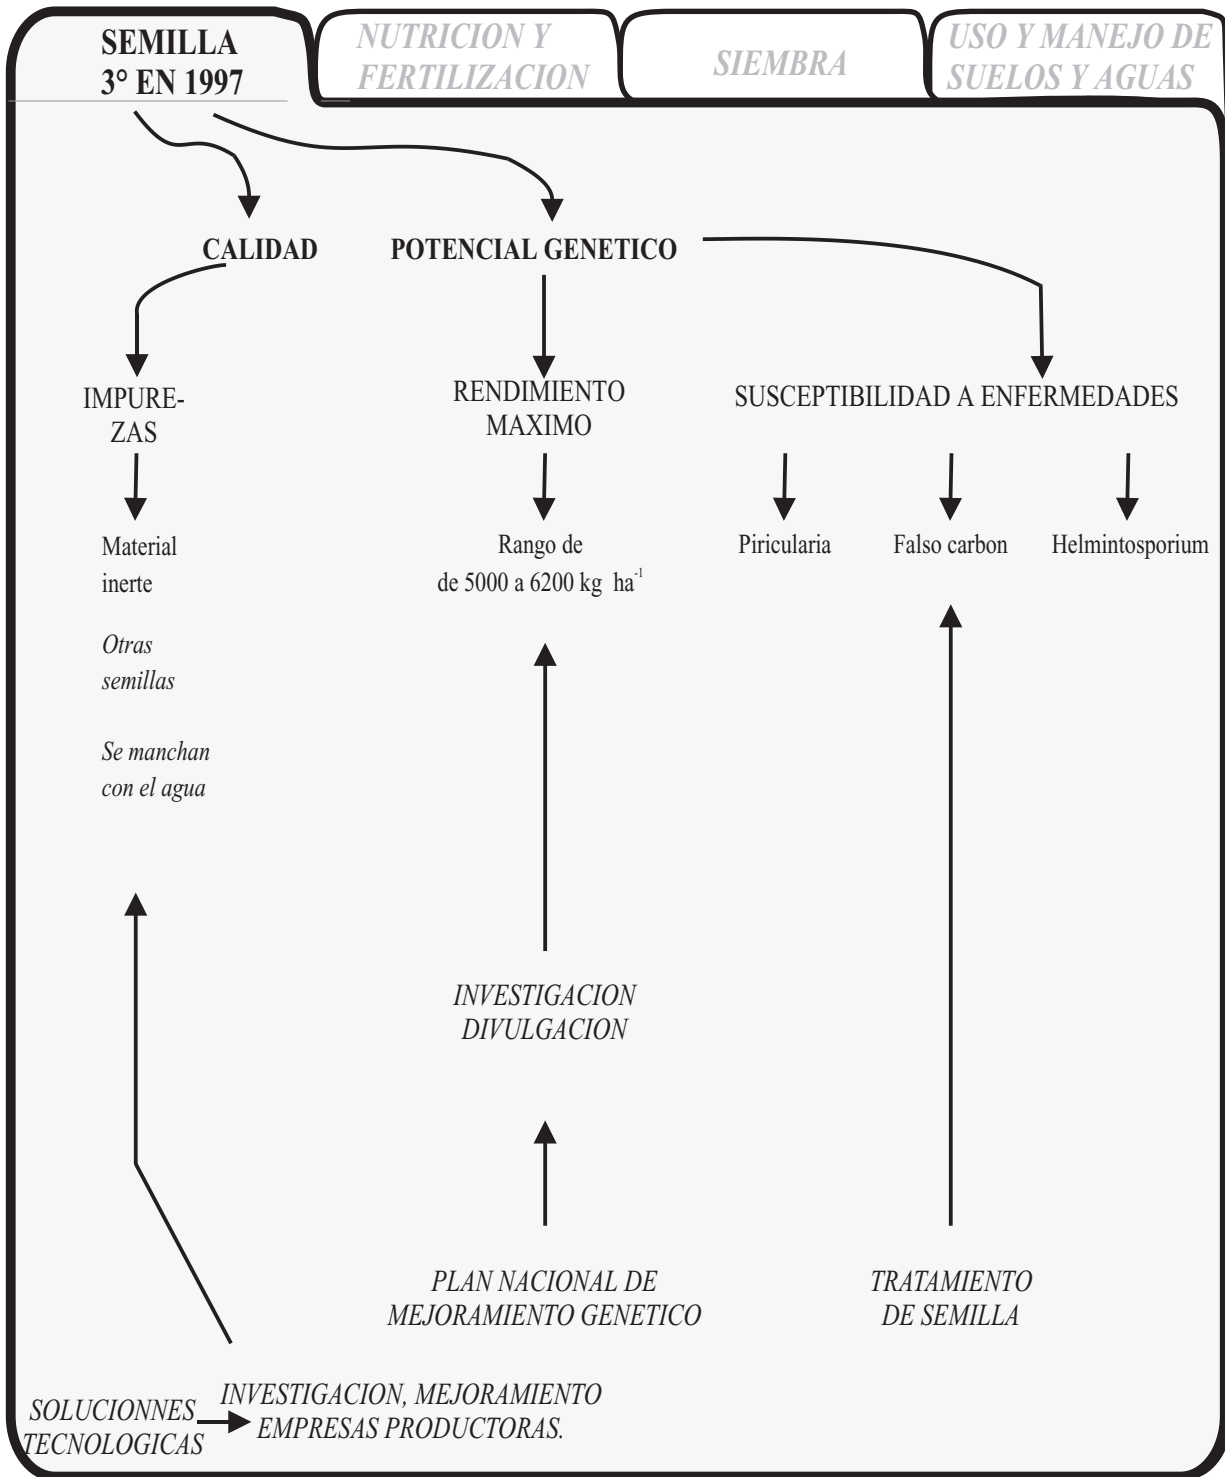 SEMILLA
3° EN 1997
NUTRICION Y
FERTILIZACION
SIEMBRA
USO Y MANEJO DE
SUELOS Y AGUAS
CALIDAD
POTENCIAL GENETICO
IMPURE-
ZAS
RENDIMIENTO
MAXIMO
SUSCEPTIBILIDAD A ENFERMEDADES
Material
inerte
Otras
semillas
Se manchan
con el agua
Rango de
de 5000 a 6200 kg ha⁻¹
Piricularia
Falso carbon
Helmintosporium
INVESTIGACION
DIVULGACION
PLAN NACIONAL DE
MEJORAMIENTO GENETICO
TRATAMIENTO
DE SEMILLA
SOLUCIONNES
TECNOLOGICAS
INVESTIGACION, MEJORAMIENTO
EMPRESAS PRODUCTORAS.